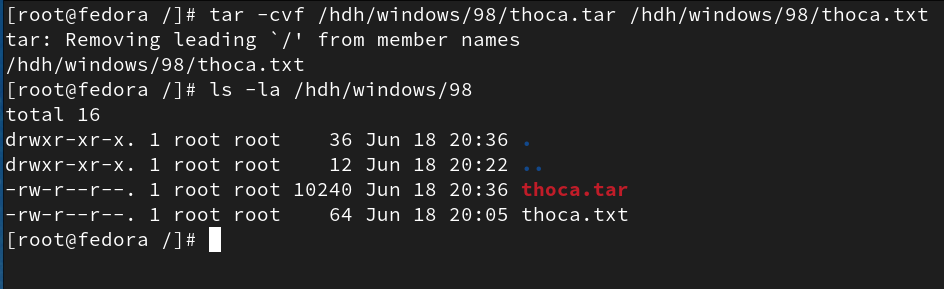 [root@fedora /]# tar -cvf /hdh/windows/98/thoca.tar /hdh/windows/98/thoca.txt
tar: Removing leading `/' from member names
/hdh/windows/98/thoca.txt
[root@fedora /]# ls -la /hdh/windows/98
total 16
drwxr-xr-x. 1 root root    36 Jun 18 20:36 .
drwxr-xr-x. 1 root root    12 Jun 18 20:22 ..
-rw-r--r--. 1 root root 10240 Jun 18 20:36 thoca.tar
-rw-r--r--. 1 root root    64 Jun 18 20:05 thoca.txt
[root@fedora /]#